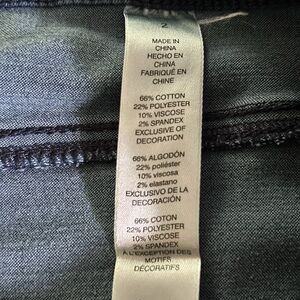 2
MADE IN
CHINA
HECHO EN
CHINA
FABRIQUÉ EN
CHINE
66% COTTON
22% POLYESTER
10% VISCOSE
2% SPANDEX
EXCLUSIVE OF
DECORATION
66% ALGODÓN
22% poliéster
10% viscosa
2% elastano
EXCLUSIVO DE LA
DECORACIÓN
66% COTON
22% POLYESTER
10% VISCOSE
2% SPANDEX
A L'EXCEPTION DES
MOTIFS
DÉCORATIFS